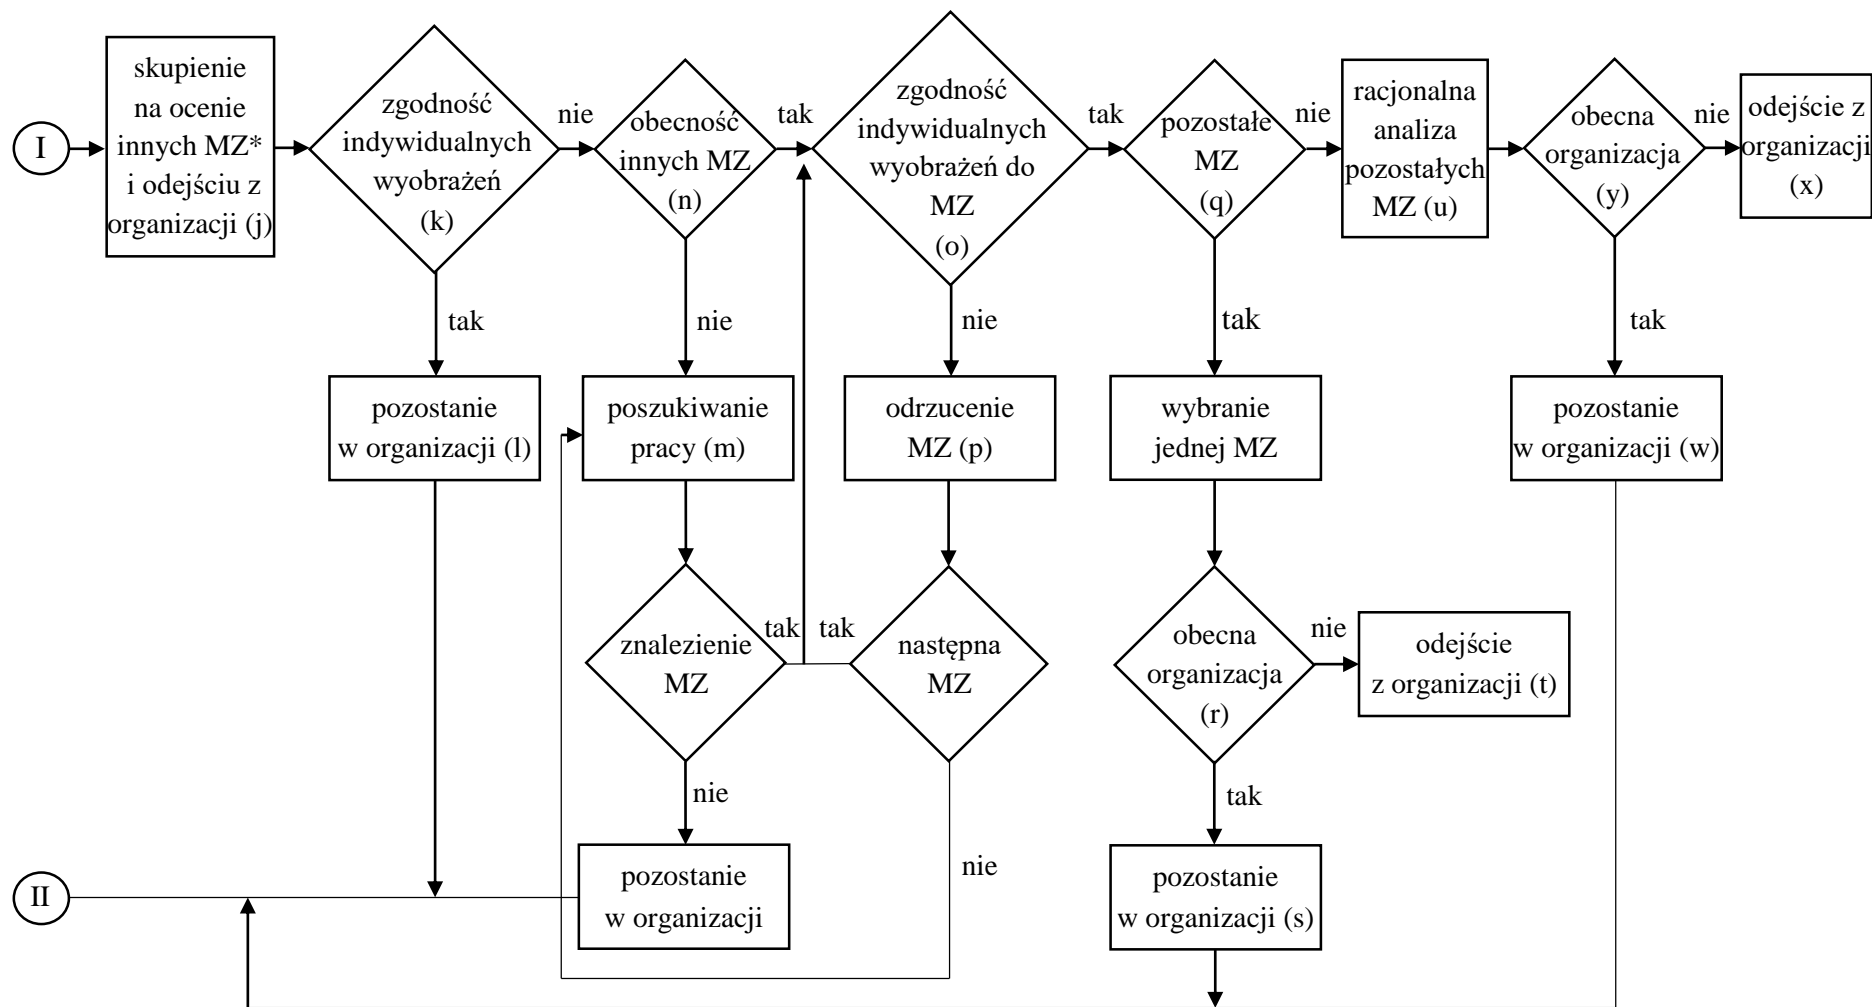 I
skupienie
na ocenie
innych MZ*
i odejściu z
organizacji (j)
zgodność
indywidualnych
wyobrażeń
(k)
nie
obecność
innych MZ
(n)
tak
zgodność
indywidualnych
wyobrażeń do
MZ
(o)
tak
pozostałe
MZ
(q)
nie
racjonalna
analiza
pozostałych
MZ (u)
obecna
organizacja
(y)
nie
odejście z
organizacji
(x)
tak
nie
nie
tak
tak
pozostanie
w organizacji (l)
poszukiwanie
pracy (m)
odrzucenie
MZ (p)
wybranie
jednej MZ
pozostanie
w organizacji (w)
znalezienie
MZ
tak
tak
następna
MZ
obecna
organizacja
(r)
nie
odejście
z organizacji (t)
nie
nie
tak
II
pozostanie
w organizacji
pozostanie
w organizacji (s)